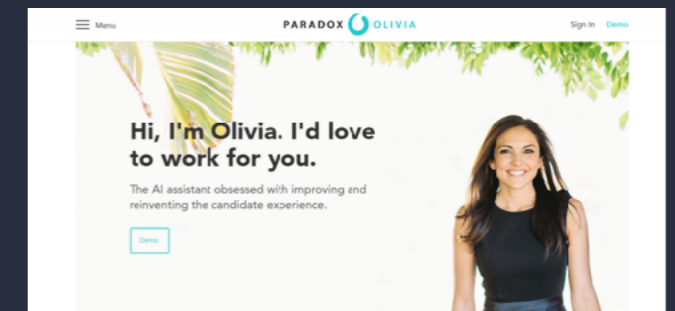 Menu
PARADOX OLIVIA
Sign In Demo
Hi, I'm Olivia. I'd love
to work for you.
The AI assistant obsessed with improving and
reinventing the candidate experience.
Demo